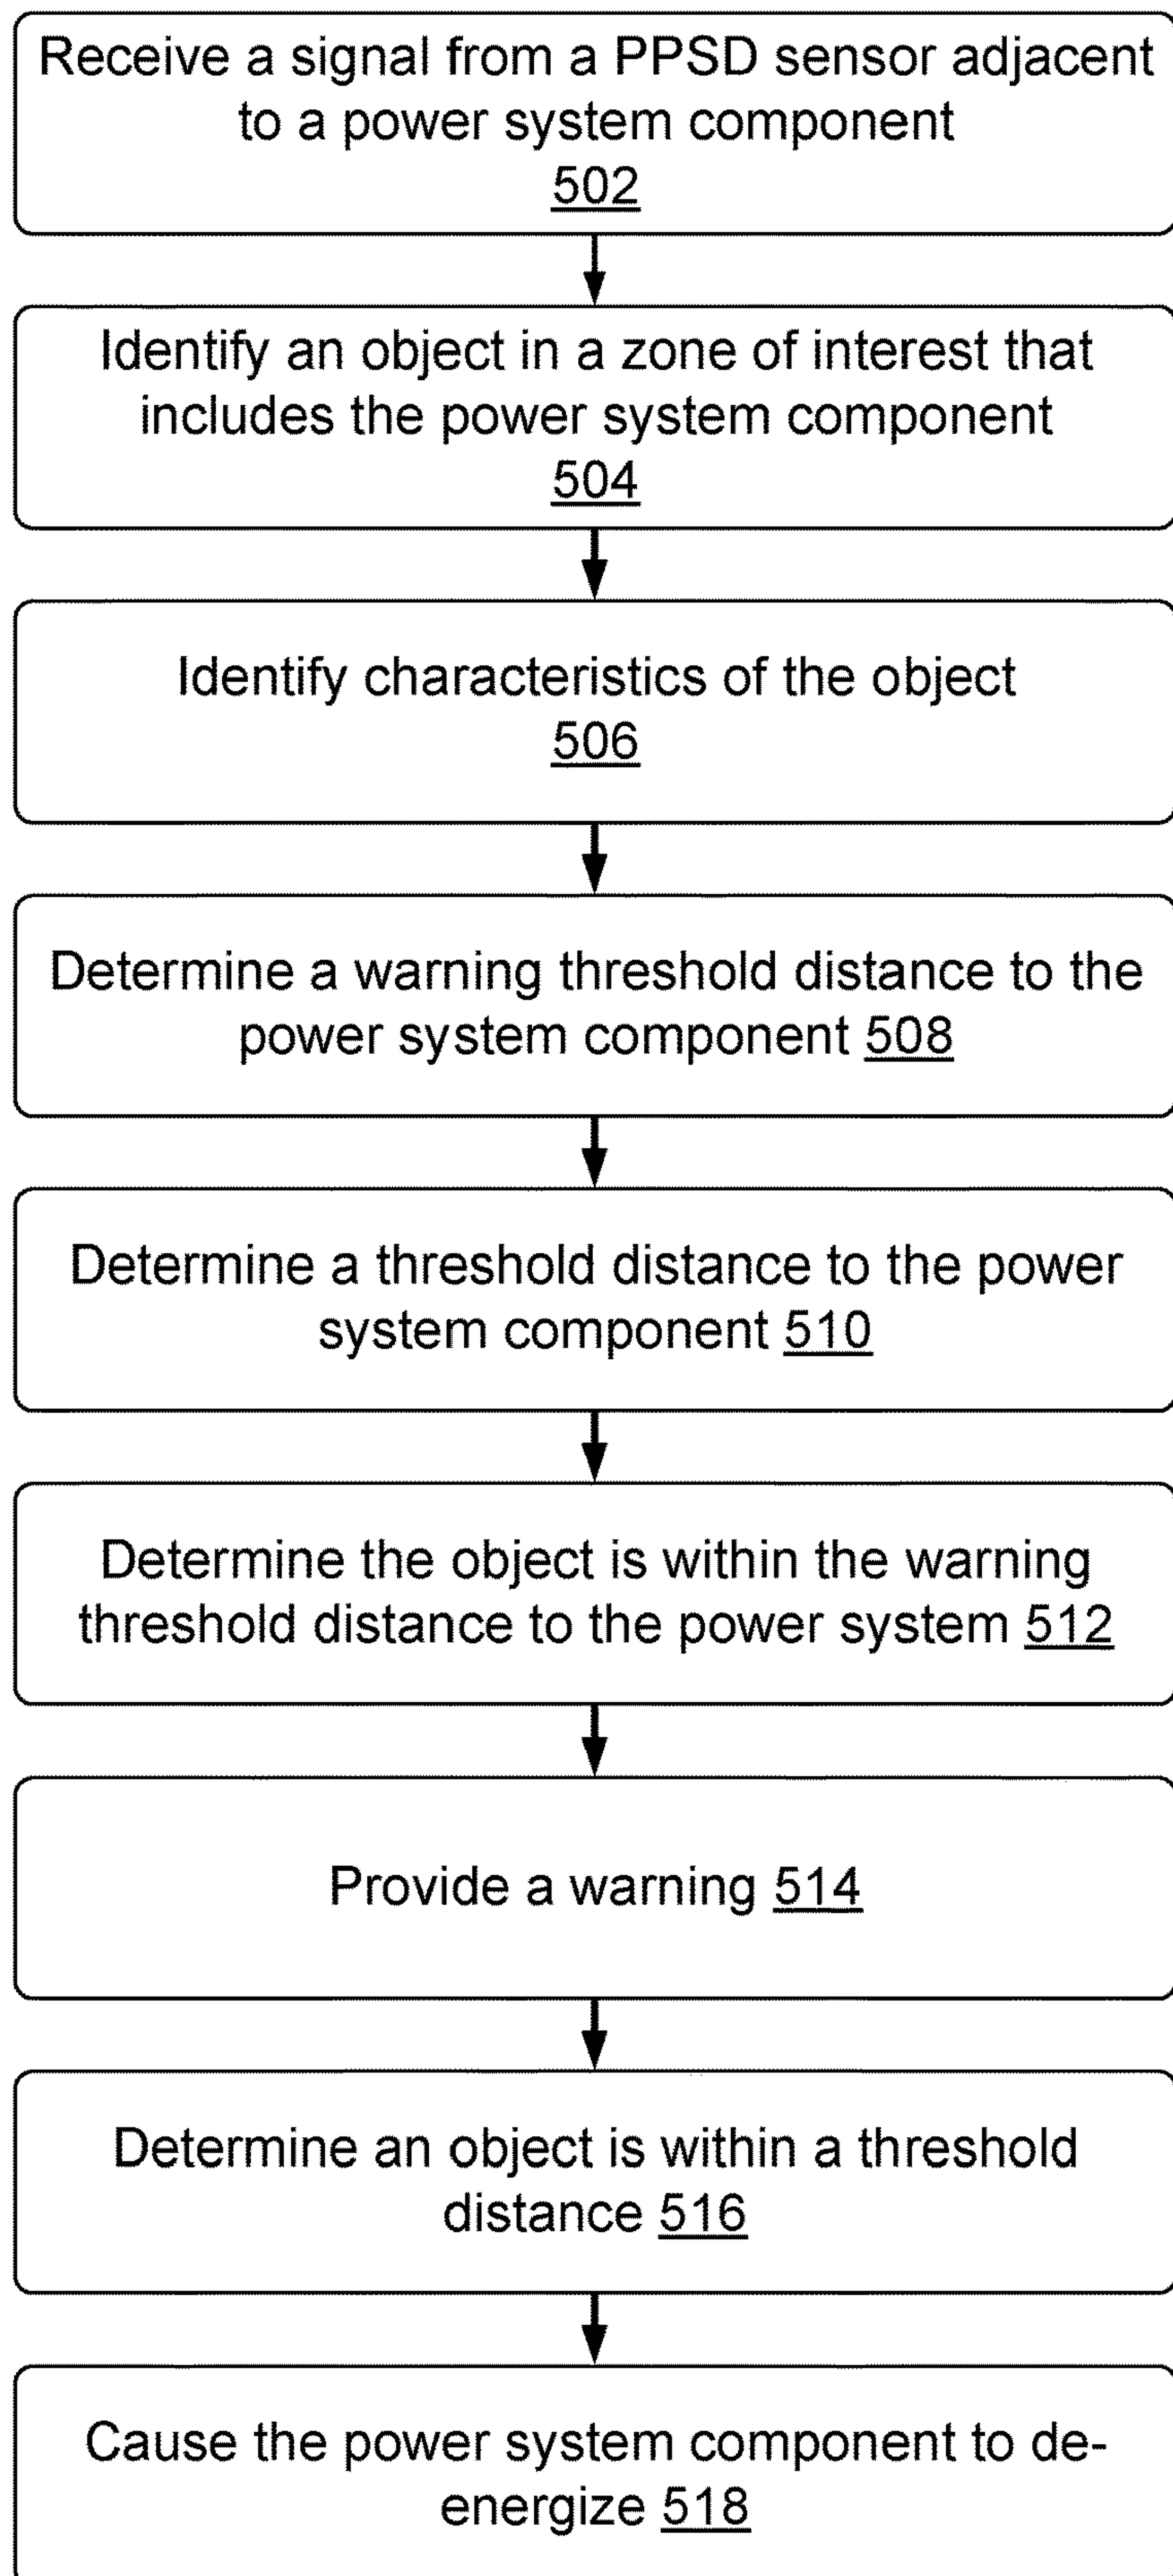 Receive a signal from a PPSD sensor adjacent
to a power system component
502
Identify an object in a zone of interest that
includes the power system component
504
Identify characteristics of the object
506
Determine a warning threshold distance to the
power system component 508
Determine a threshold distance to the power
system component 510
Determine the object is within the warning
threshold distance to the power system 512
Provide a warning 514
Determine an object is within a threshold
distance 516
Cause the power system component to de-
energize 518